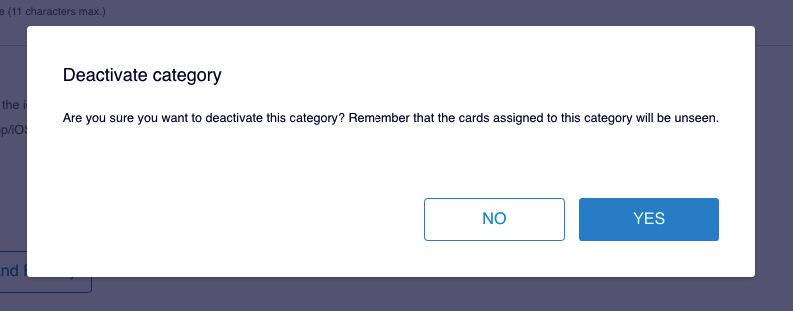 e (11 characters max.)
Deactivate category
the i
Are you sure you want to deactivate this category? Remember that the cards assigned to this category will be unseen.
p/iOS
NO
YES
nd